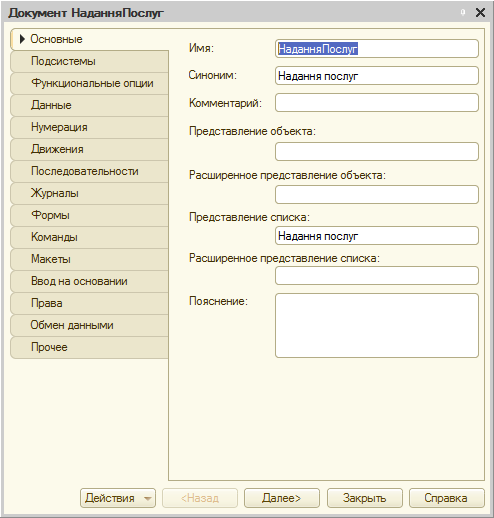 Документ НаданняПослуг
Основные
Подсистемы
Функциональные опции
Данные
Нумерация
Движения
Последовательности
Журналы
Формы
Команды
Макеты
Ввод на основании
Права
Обмен данными
Прочее
Имя: НаданняПослуг
Синоним: Надання послуг
Комментарий:
Представление объекта:
Расширенное представление объекта:
Представление списка:
Надання послуг
Расширенное представление списка:
Пояснение:
Действия <Назад Далее> Закрыть Справка